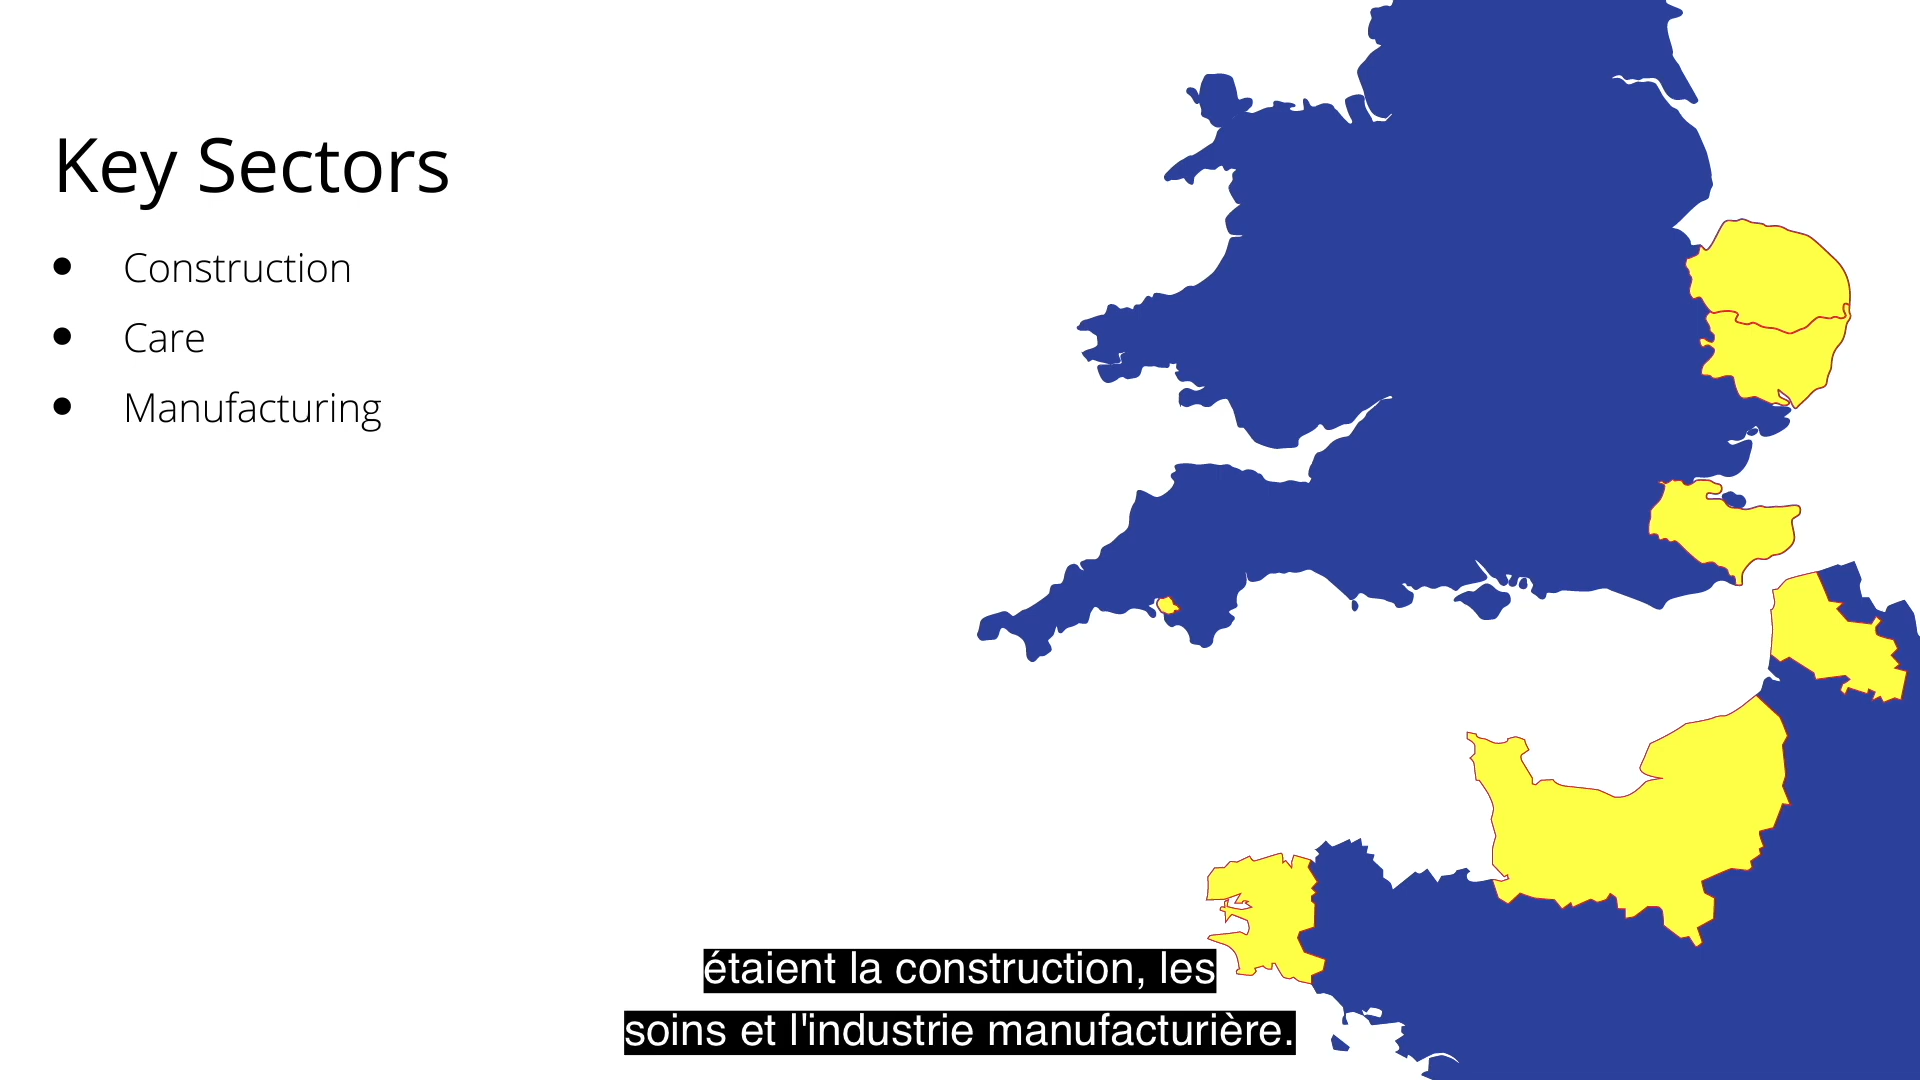 Key Sectors
Construction
Care
Manufacturing
étaient la construction, les
soins et l'industrie manufacturière.